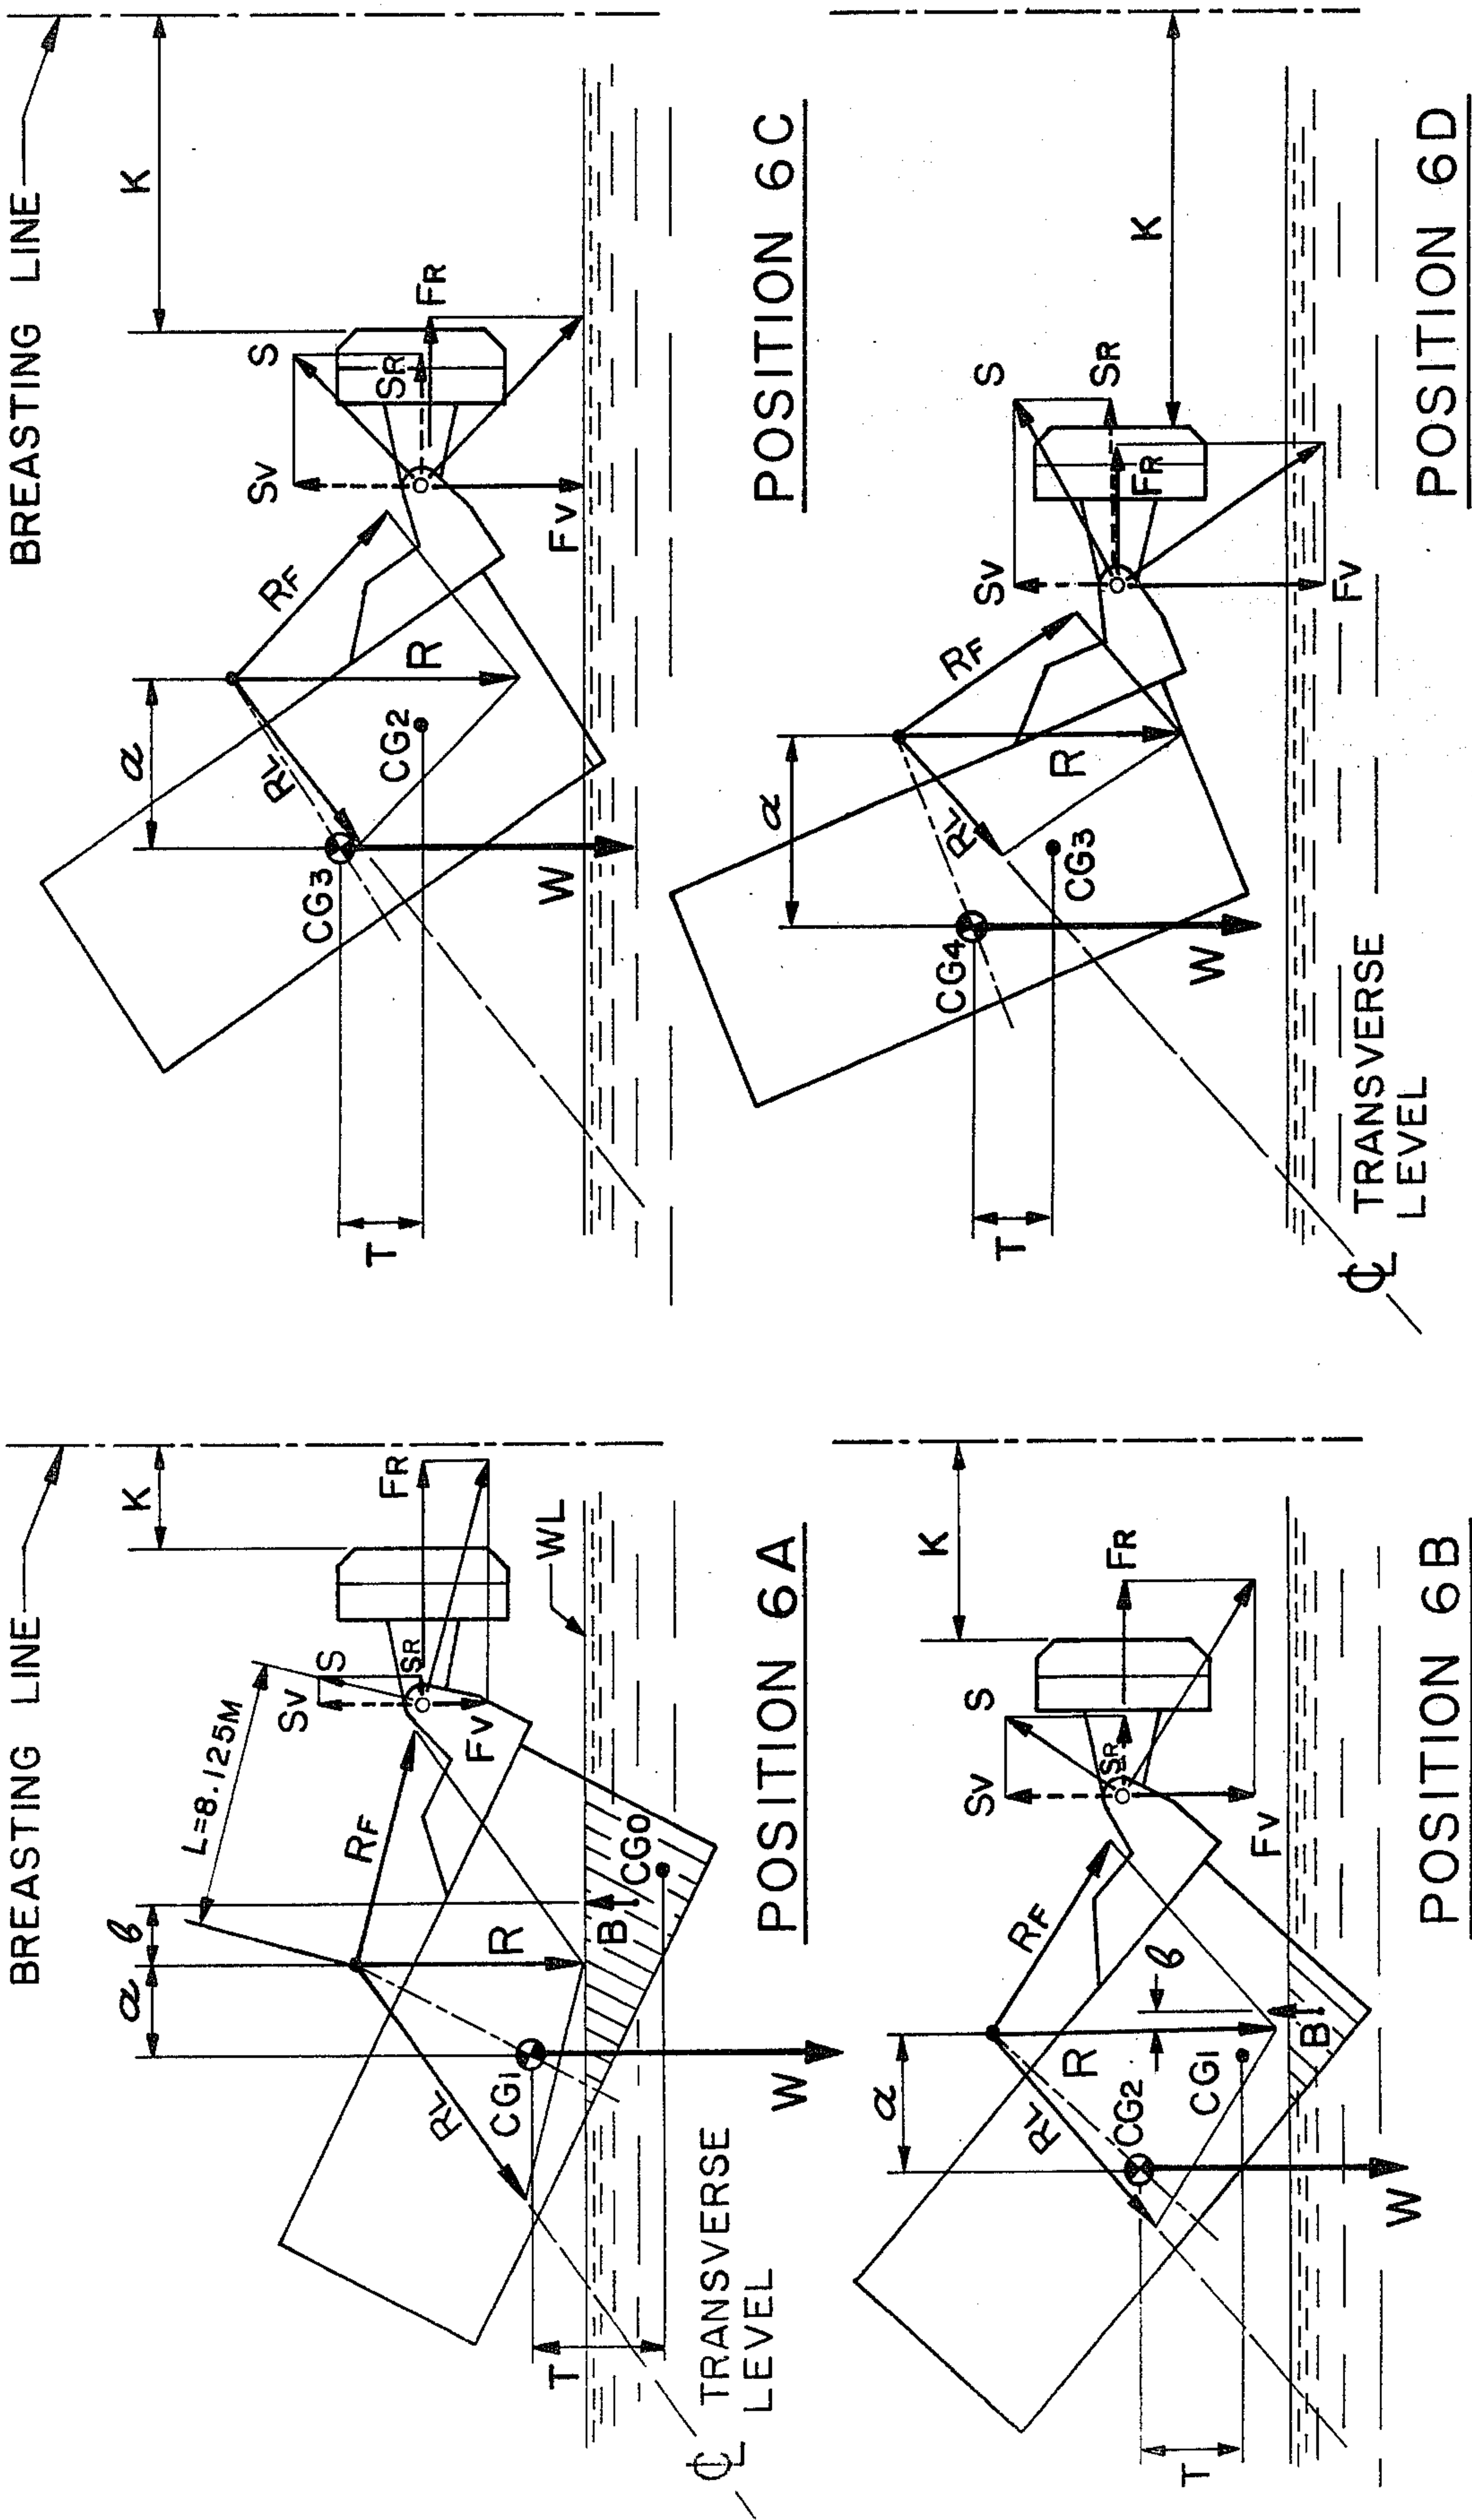 BREASTING LINE
K
a
b
L=8.125M
RF
R
RL
CG1
CG0
B
W
T
S
SV
SR
FR
FV
WL
TRANSVERSE
LEVEL
CL
POSITION 6A
K
a
b
RF
R
RL
CG2
CG1
B
W
T
S
SV
SR
FR
FV
POSITION 6B
BREASTING LINE
K
a
RF
R
RL
CG3
CG2
W
T
S
SV
SR
FR
FV
POSITION 6C
K
a
RF
R
RL
CG4
CG3
W
T
S
SV
SR
FR
FV
TRANSVERSE
LEVEL
CL
POSITION 6D